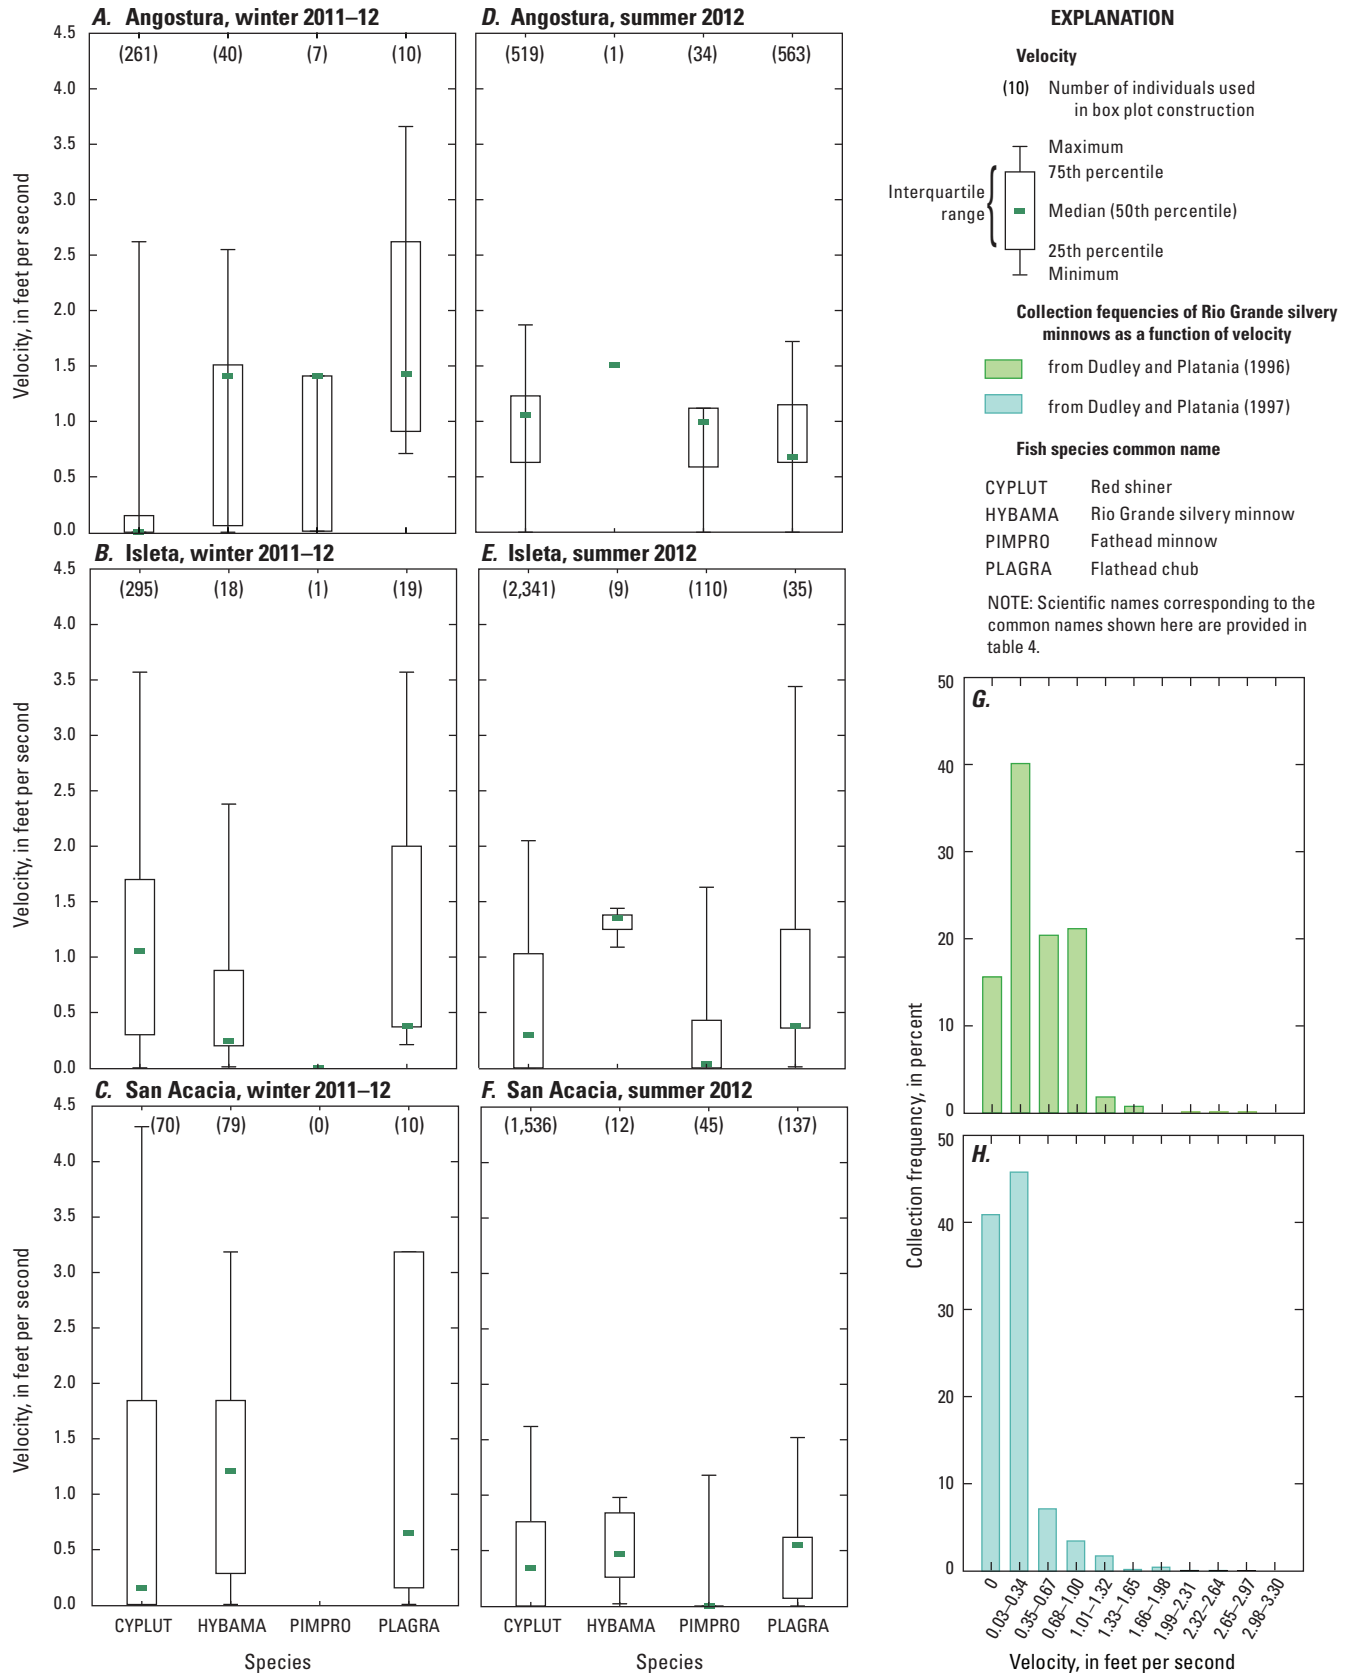 A. Angostura, winter 2011–12
4.5
4.0
3.5
3.0
2.5
2.0
1.5
1.0
0.5
0.0
Velocity, in feet per second
(261) (40) (7) (10)
D. Angostura, summer 2012
(519) (1) (34) (563)
B. Isleta, winter 2011–12
4.5
4.0
3.5
3.0
2.5
2.0
1.5
1.0
0.5
0.0
Velocity, in feet per second
(295) (18) (1) (19)
E. Isleta, summer 2012
(2,341) (9) (110) (35)
C. San Acacia, winter 2011–12
4.5
4.0
3.5
3.0
2.5
2.0
1.5
1.0
0.5
0.0
Velocity, in feet per second
(70) (79) (0) (10)
CYPLUT HYBAMA PIMPRO PLAGRA
Species
F. San Acacia, summer 2012
(1,536) (12) (45) (137)
CYPLUT HYBAMA PIMPRO PLAGRA
Species
EXPLANATION
Velocity
(10) Number of individuals used
in box plot construction
Maximum
75th percentile
Interquartile
range
Median (50th percentile)
25th percentile
Minimum
Collection fequencies of Rio Grande silvery
minnows as a function of velocity
from Dudley and Platania (1996)
from Dudley and Platania (1997)
Fish species common name
CYPLUT Red shiner
HYBAMA Rio Grande silvery minnow
PIMPRO Fathead minnow
PLAGRA Flathead chub
NOTE: Scientific names corresponding to the
common names shown here are provided in
table 4.
G.
50
40
30
20
10
0
Collection frequency, in percent
H.
50
40
30
20
10
0
0
0.03–0.34
0.35–0.67
0.68–1.00
1.01–1.32
1.33–1.65
1.66–1.98
1.99–2.31
2.32–2.64
2.65–2.97
2.98–3.30
Velocity, in feet per second